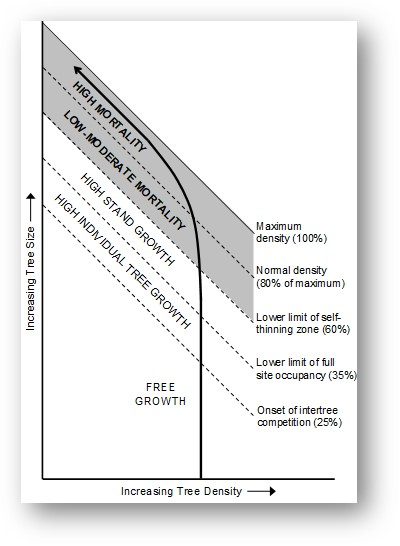 HIGH MORTALITY
LOW-MODERATE MORTALITY
HIGH STAND GROWTH
HIGH INDIVIDUAL TREE GROWTH
FREE
GROWTH
Maximum
density (100%)
Normal density
(80% of maximum)
Lower limit of self-
thinning zone (60%)
Lower limit of full
site occupancy (35%)
Onset of intertree
competition (25%)
Increasing Tree Size
Increasing Tree Density